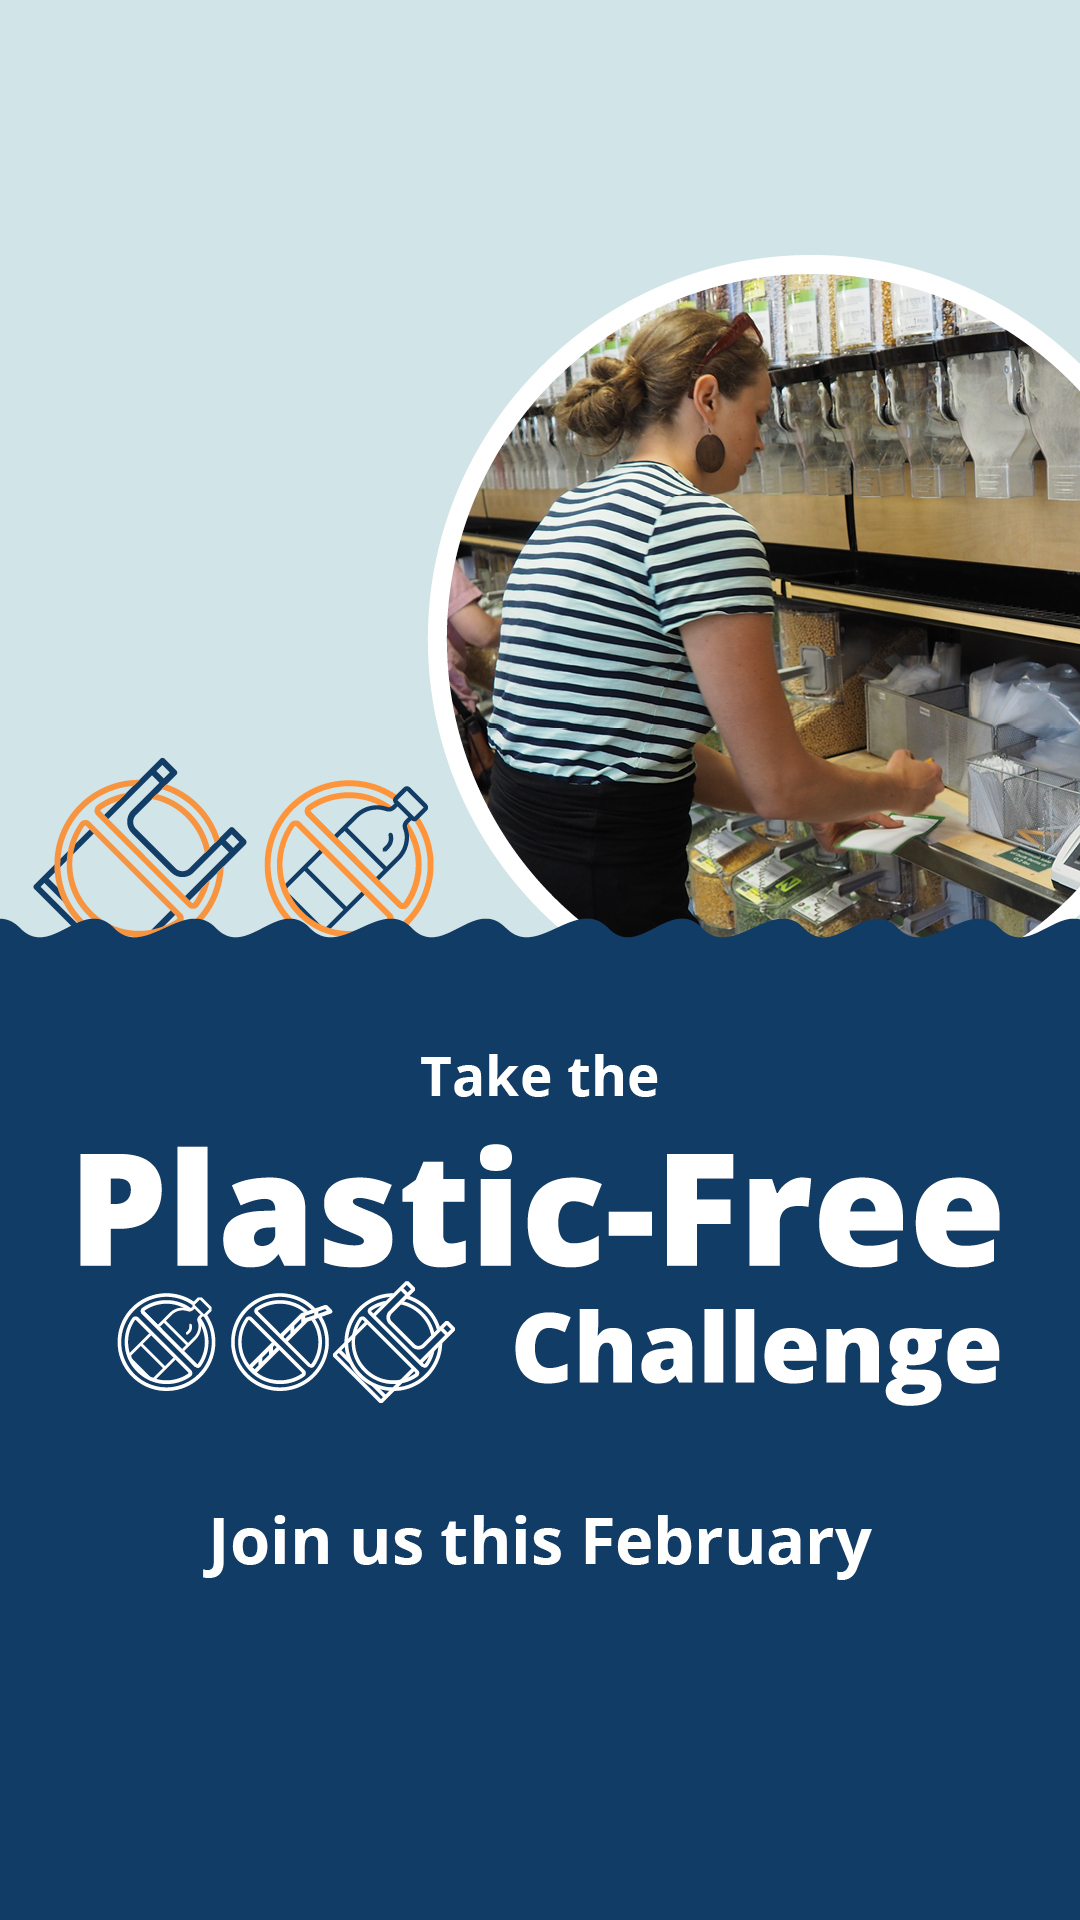 Take the
Plastic-Free
Challenge
Join us this February